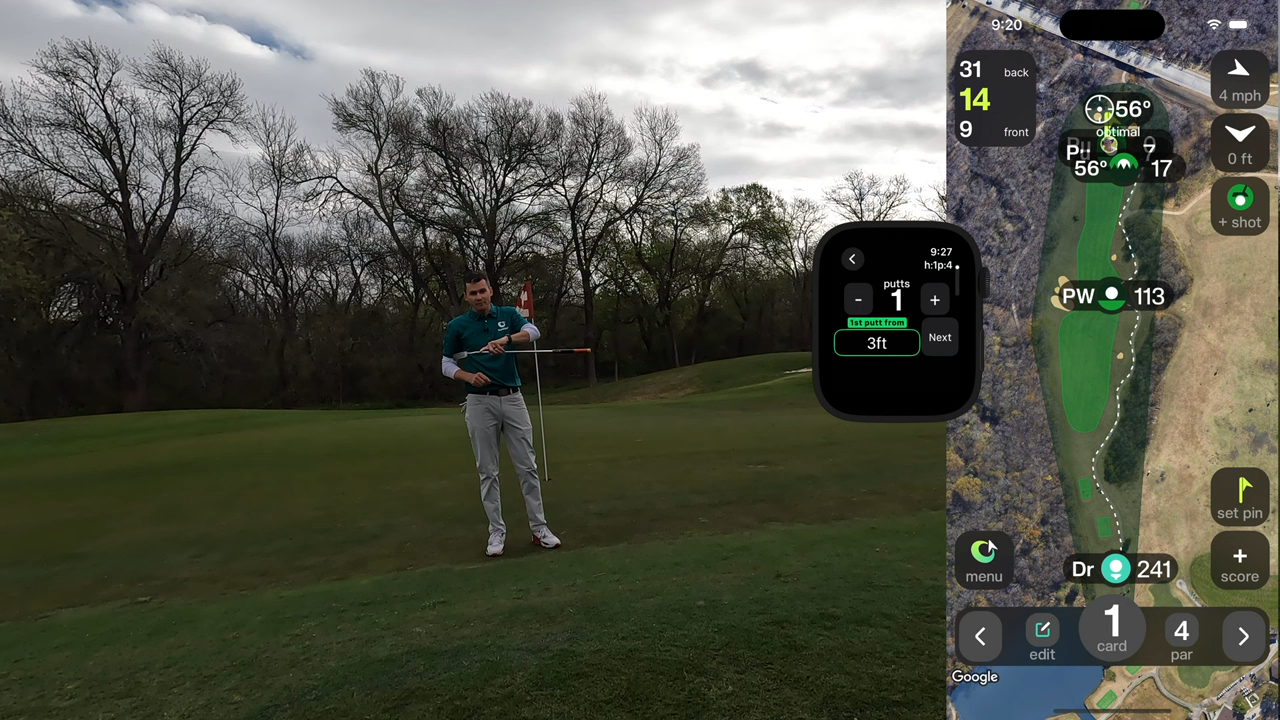 9:27
h:1p:4
putts
-
1
+
1st putt from
3ft
Next
9:20
31 back
14
9 front
4 mph
0 ft
+ shot
56°
optimal
7
56° 17
PW 113
set pin
menu
+
score
Dr 241
1
card
edit
4
par
Google